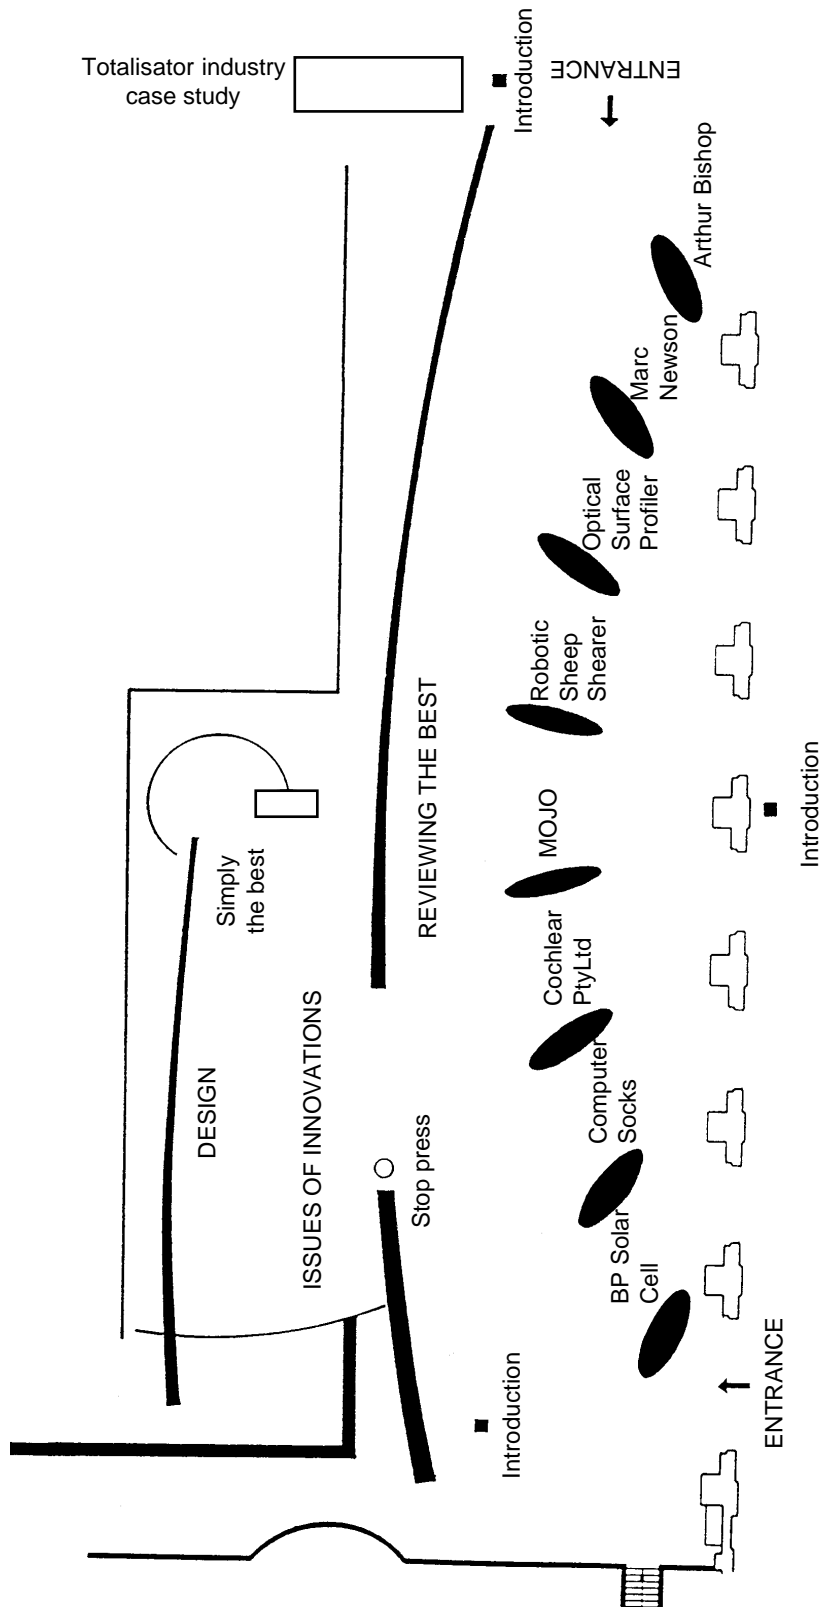 Totalisator industry
case study
Introduction
ENTRANCE
Arthur Bishop
Marc
Newson
Optical
Surface
Profiler
Robotic
Sheep
Shearer
REVIEWING THE BEST
MOJO
Introduction
Simply
the best
Cochlear
PtyLtd
ISSUES OF INNOVATIONS
DESIGN
Computer
Socks
Stop press
BP Solar
Cell
Introduction
ENTRANCE